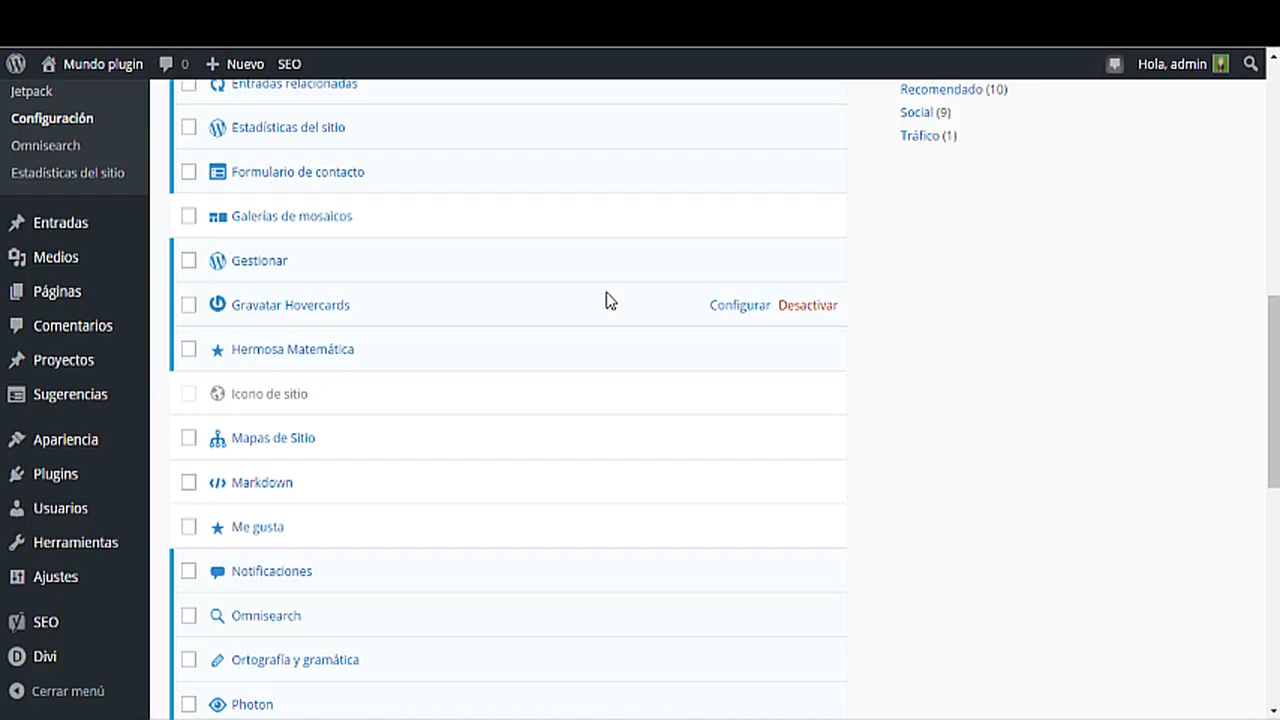 Mundo plugin 0 Nuevo SEO Hola, admin
Jetpack
Configuración
Omnisearch
Estadísticas del sitio
Entradas
Medios
Páginas
Comentarios
Proyectos
Sugerencias
Apariencia
Plugins
Usuarios
Herramientas
Ajustes
SEO
Divi
Cerrar menú
Entradas relacionadas
Estadísticas del sitio
Formulario de contacto
Galerías de mosaicos
Gestionar
Gravatar Hovercards Configurar Desactivar
Hermosa Matemática
Icono de sitio
Mapas de Sitio
Markdown
Me gusta
Notificaciones
Omnisearch
Ortografía y gramática
Photon
Recomendado (10)
Social (9)
Tráfico (1)